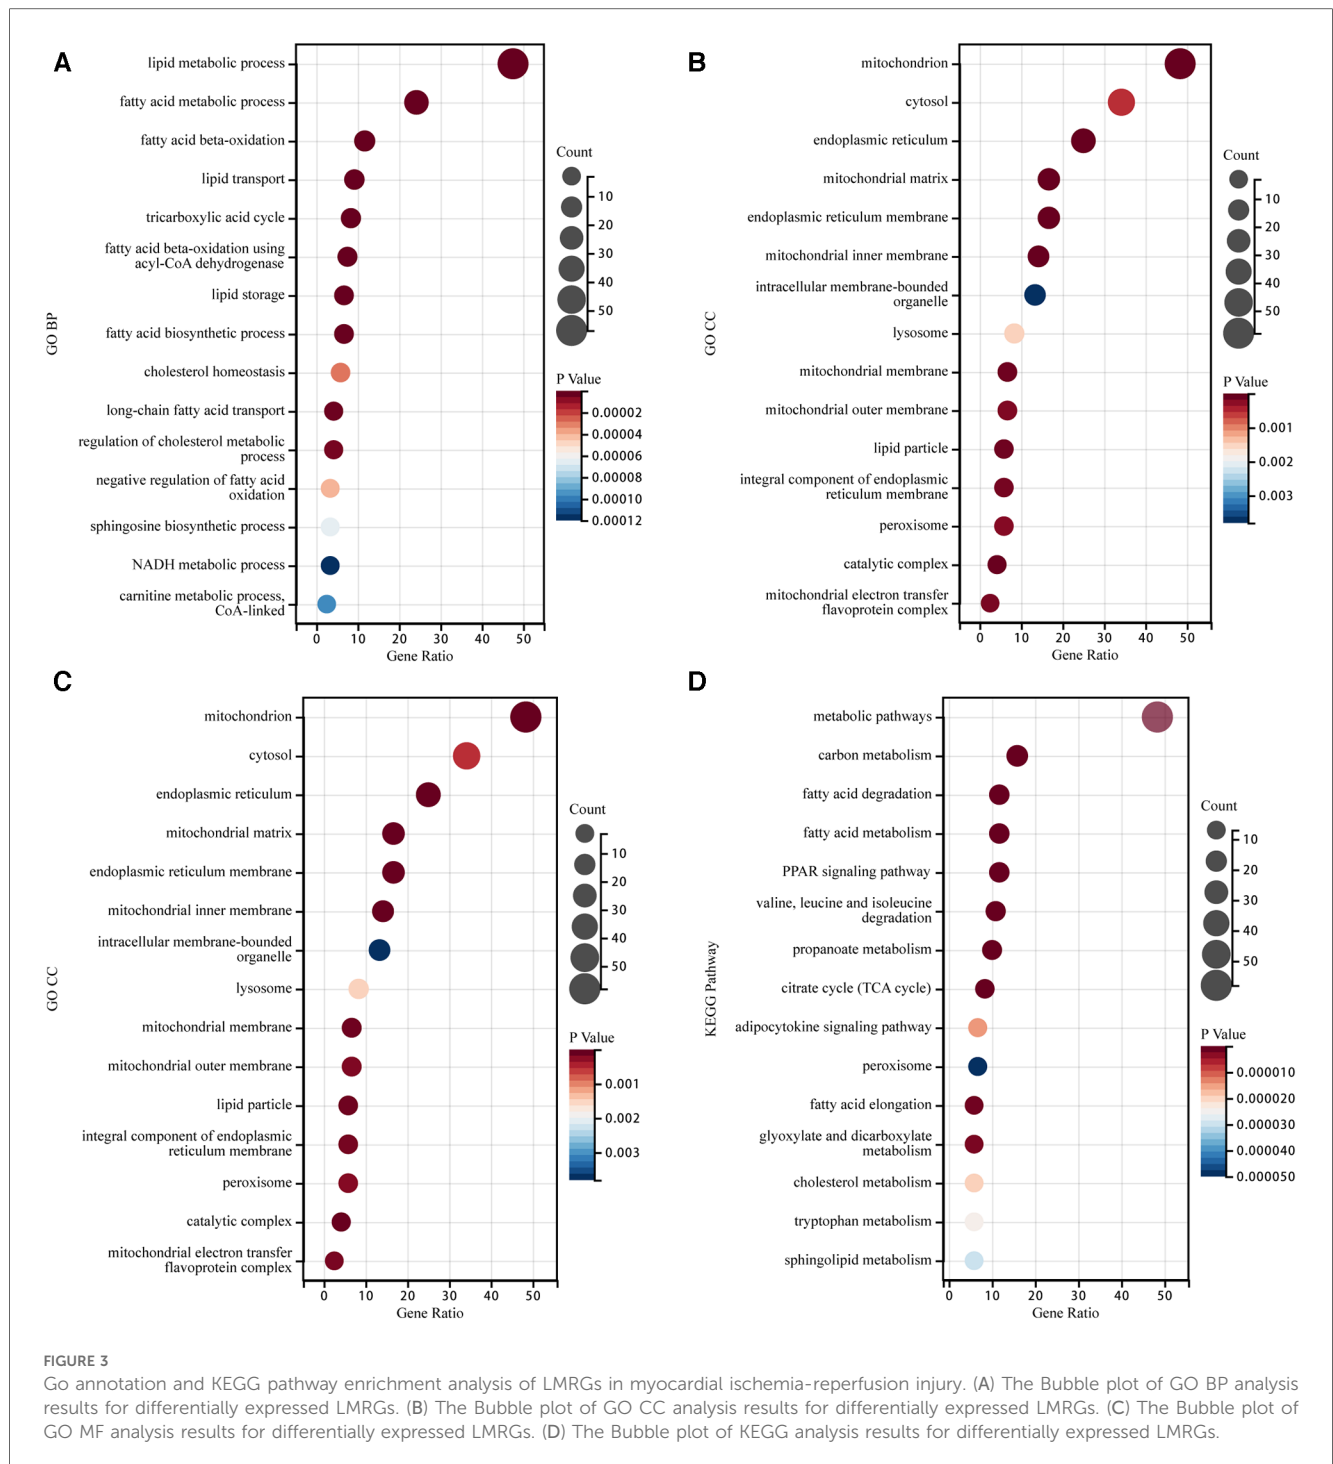 A
lipid metabolic process
fatty acid metabolic process
fatty acid beta-oxidation
lipid transport
tricarboxylic acid cycle
fatty acid beta-oxidation using
acyl-CoA dehydrogenase
lipid storage
fatty acid biosynthetic process
cholesterol homeostasis
long-chain fatty acid transport
regulation of cholesterol metabolic
process
negative regulation of fatty acid
oxidation
sphingosine biosynthetic process
NADH metabolic process
carnitine metabolic process,
CoA-linked
GO BP
0 10 20 30 40 50
Gene Ratio
Count
10
20
30
40
50
P Value
0.00002
0.00004
0.00006
0.00008
0.00010
0.00012
B
mitochondrion
cytosol
endoplasmic reticulum
mitochondrial matrix
endoplasmic reticulum membrane
mitochondrial inner membrane
intracellular membrane-bounded
organelle
lysosome
mitochondrial membrane
mitochondrial outer membrane
lipid particle
integral component of endoplasmic
reticulum membrane
peroxisome
catalytic complex
mitochondrial electron transfer
flavoprotein complex
GO CC
0 10 20 30 40 50
Gene Ratio
Count
10
20
30
40
50
P Value
0.001
0.002
0.003
C
mitochondrion
cytosol
endoplasmic reticulum
mitochondrial matrix
endoplasmic reticulum membrane
mitochondrial inner membrane
intracellular membrane-bounded
organelle
lysosome
mitochondrial membrane
mitochondrial outer membrane
lipid particle
integral component of endoplasmic
reticulum membrane
peroxisome
catalytic complex
mitochondrial electron transfer
flavoprotein complex
GO CC
0 10 20 30 40 50
Gene Ratio
Count
10
20
30
40
50
P Value
0.001
0.002
0.003
D
metabolic pathways
carbon metabolism
fatty acid degradation
fatty acid metabolism
PPAR signaling pathway
valine, leucine and isoleucine
degradation
propanoate metabolism
citrate cycle (TCA cycle)
adipocytokine signaling pathway
peroxisome
fatty acid elongation
glyoxylate and dicarboxylate
metabolism
cholesterol metabolism
tryptophan metabolism
sphingolipid metabolism
KEGG Pathway
0 10 20 30 40 50
Gene Ratio
Count
10
20
30
40
50
P Value
0.000010
0.000020
0.000030
0.000040
0.000050
FIGURE 3
Go annotation and KEGG pathway enrichment analysis of LMRGs in myocardial ischemia-reperfusion injury. (A) The Bubble plot of GO BP analysis
results for differentially expressed LMRGs. (B) The Bubble plot of GO CC analysis results for differentially expressed LMRGs. (C) The Bubble plot of
GO MF analysis results for differentially expressed LMRGs. (D) The Bubble plot of KEGG analysis results for differentially expressed LMRGs.